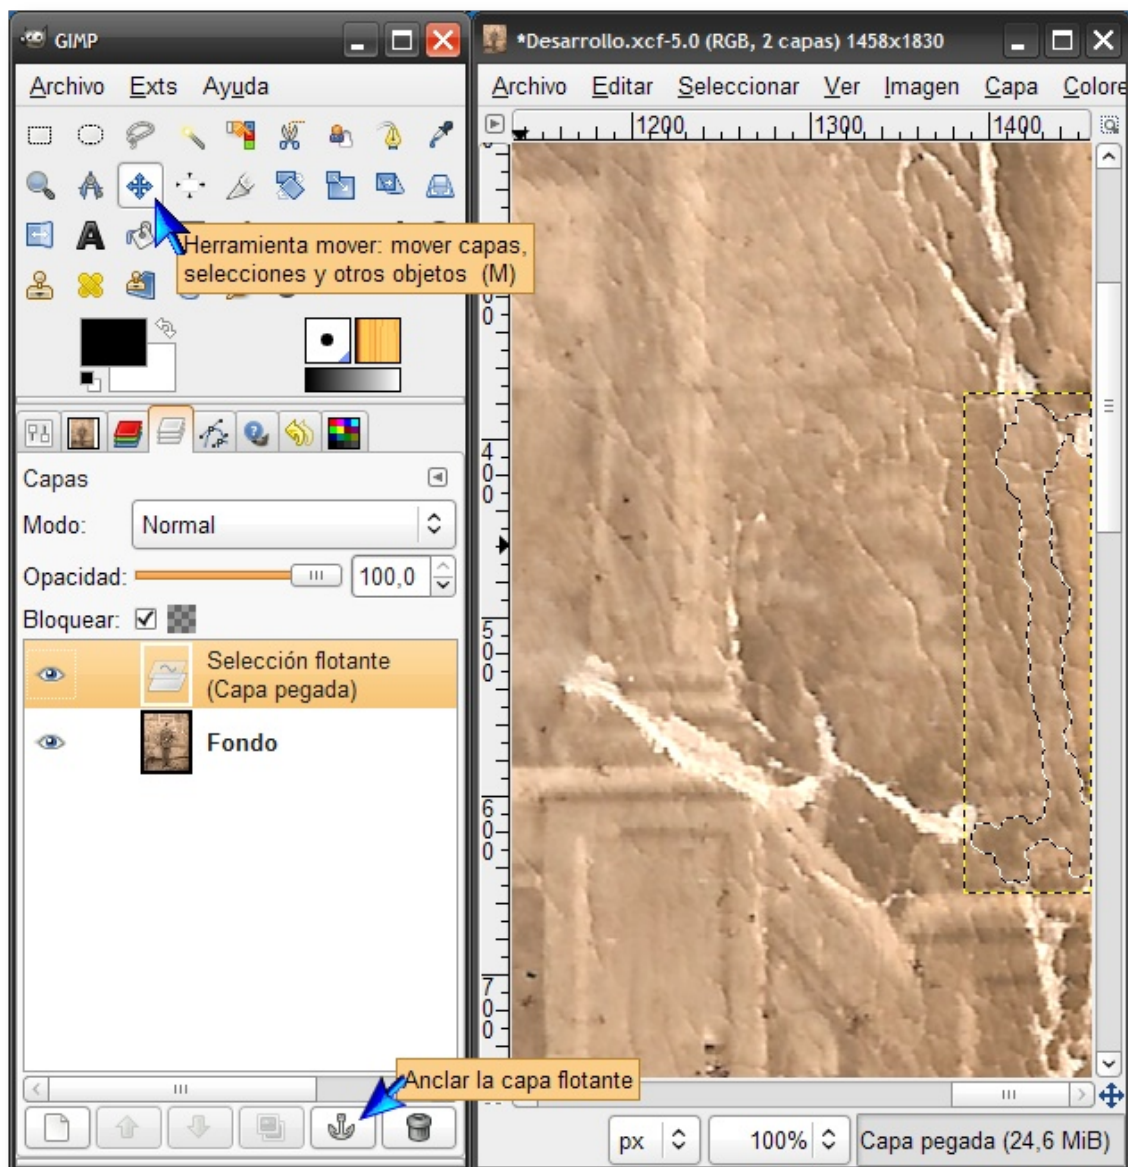 GIMP
Archivo Exts Ayuda
Herramienta mover: mover capas,
selecciones y otros objetos (M)
Capas
Modo: Normal
Opacidad: 100,0
Bloquear:
Selección flotante
(Capa pegada)
Fondo
Anclar la capa flotante
*Desarrollo.xcf-5.0 (RGB, 2 capas) 1458x1830
Archivo Editar Seleccionar Ver Imagen Capa Colore
1200 1300 1400
400
500
600
700
px 100% Capa pegada (24,6 MiB)